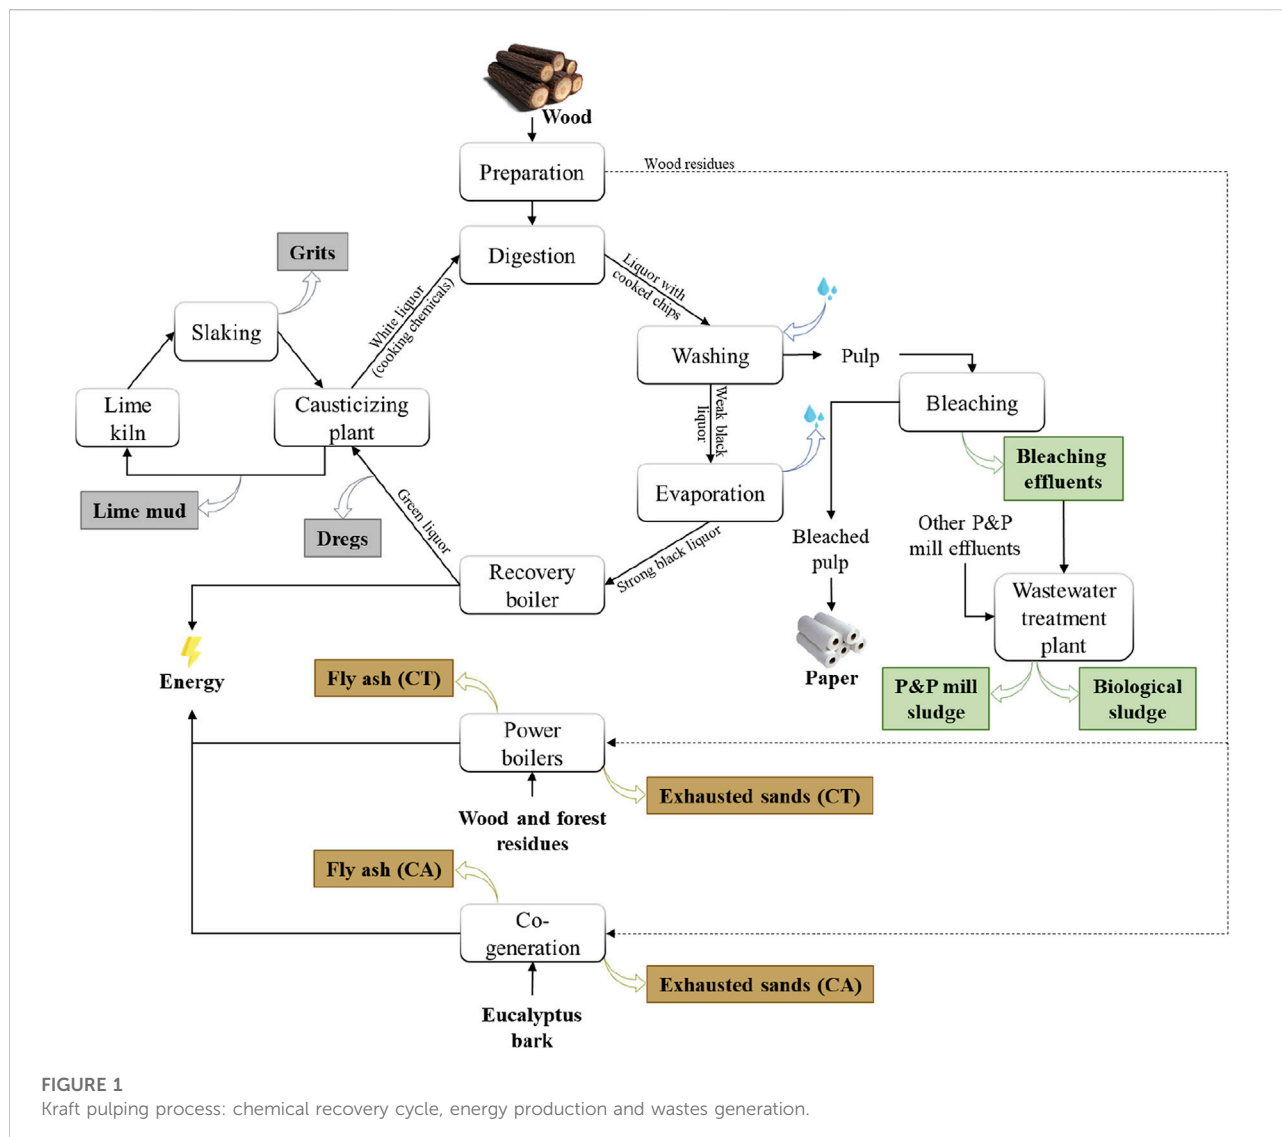 Wood
Preparation
Wood residues
Digestion
Grits
Liquor with
cooked chips
White liquor
(cooking chemicals)
Slaking
Washing
Pulp
Bleaching
Lime
kiln
Causticizing
plant
Weak black
liquor
Bleaching
effluents
Evaporation
Lime mud
Dregs
Green liquor
Strong black liquor
Recovery
boiler
Bleached
pulp
Other P&P
mill effluents
Wastewater
treatment
plant
Energy
Paper
Fly ash (CT)
P&P mill
sludge
Biological
sludge
Power
boilers
Exhausted sands (CT)
Wood and forest
residues
Fly ash (CA)
Co-
generation
Exhausted sands (CA)
Eucalyptus
bark
FIGURE 1
Kraft pulping process: chemical recovery cycle, energy production and wastes generation.